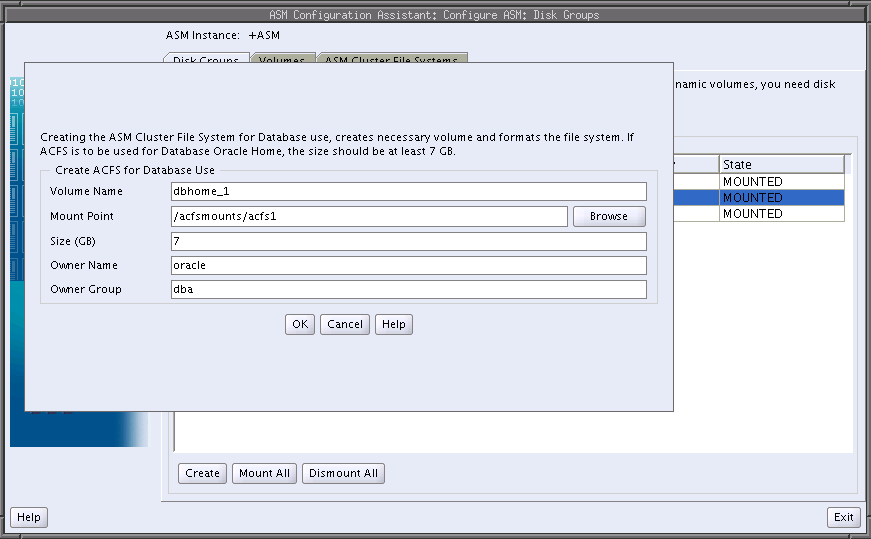 ASM Configuration Assistant: Configure ASM: Disk Groups
ASM Instance: +ASM
Disk Groups Volumes ASM Cluster File Systems
namic volumes, you need disk
Creating the ASM Cluster File System for Database use, creates necessary volume and formats the file system. If
ACFS is to be used for Database Oracle Home, the size should be at least 7 GB.
Create ACFS for Database Use
State
Volume Name dbhome_1
MOUNTED
MOUNTED
Mount Point /acfsmounts/acfs1 Browse
MOUNTED
Size (GB) 7
Owner Name oracle
Owner Group dba
OK Cancel Help
Create Mount All Dismount All
Help Exit